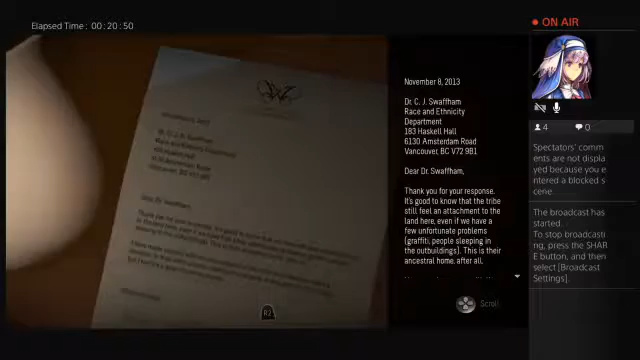 Elapsed Time : 00:20:50
ON AIR
4
0
November 8, 2013
Dr. C. J. Swaffham
Race and Ethnicity
Department
183 Haskell Hall
6130 Amsterdam Road
Vancouver, BC V72 9B1
Dear Dr. Swaffham,
Thank you for your response.
It's good to know that the tribe
still feel an attachment to the
land here, even if we have a
few unfortunate problems
(graffiti, people sleeping in
the outbuildings). This is their
ancestral home, after all.
Scroll
R2
Spectators' comm
ents are not displa
yed because you e
ntered a blocked s
cene.
The broadcast has
started.
To stop broadcasti
ng, press the SHAR
E button, and then
select [Broadcast
Settings].